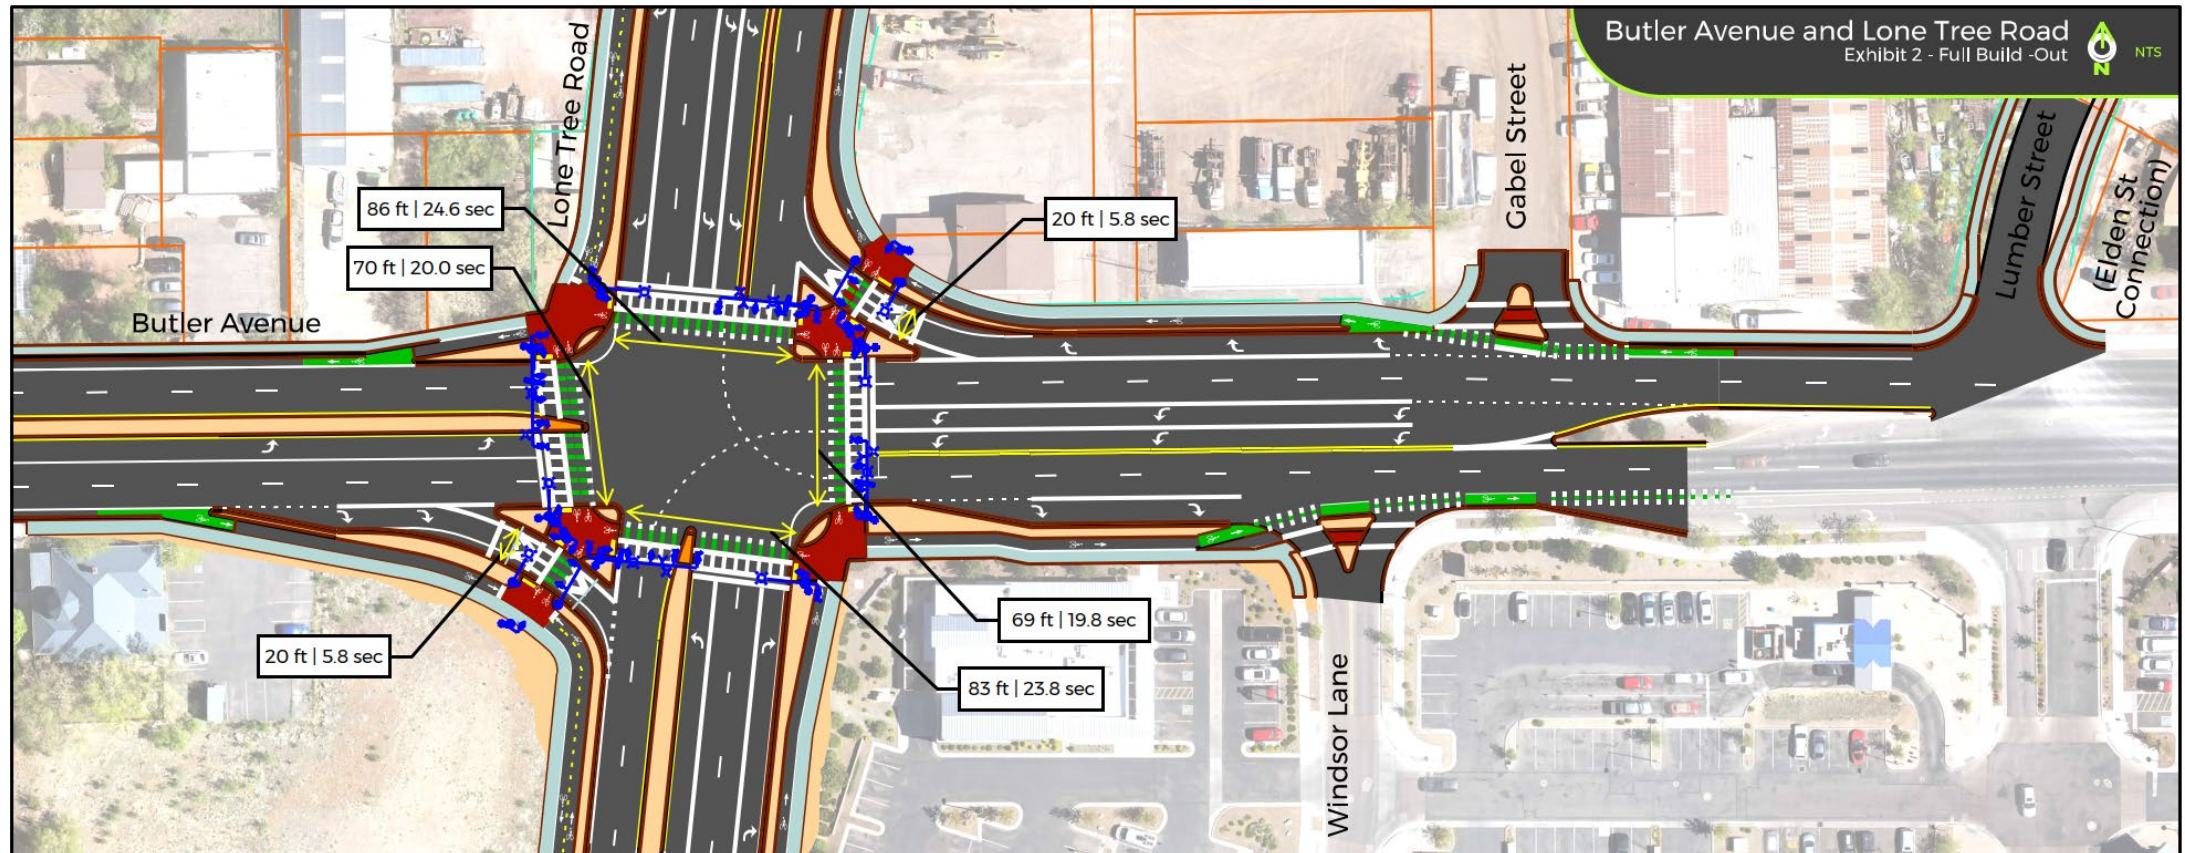 Butler Avenue and Lone Tree Road
Exhibit 2 - Full Build -Out
N
NTS
Lone Tree Road
Gabel Street
Lumber Street
(Elden St
Connection)
86 ft | 24.6 sec
20 ft | 5.8 sec
70 ft | 20.0 sec
Butler Avenue
69 ft | 19.8 sec
20 ft | 5.8 sec
83 ft | 23.8 sec
Windsor Lane